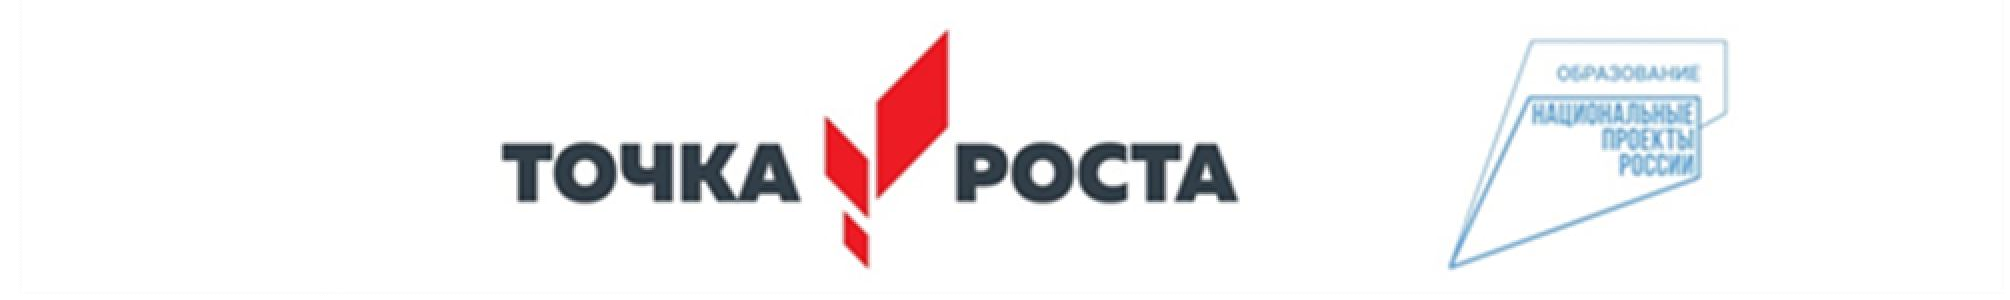 ТОЧКА РОСТА
ОБРАЗОВАНИЕ
НАЦИОНАЛЬНЫЕ
ПРОЕКТЫ
РОССИИ